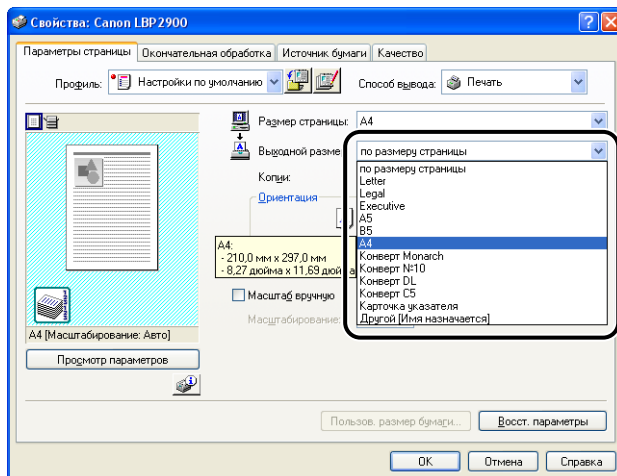 Свойства: Canon LBP2900
Параметры страницы Окончательная обработка Источник бумаги Качество
Профиль: Настройки по умолчанию Способ вывода: Печать
Размер страницы: A4
Выходной разме по размеру страницы
Копии:
по размеру страницы
Letter
Legal
Executive
A5
B5
A4
Конверт Monarch
Конверт №10
Конверт DL
Конверт C5
Карточка указателя
Другой [Имя назначается]
Ориентация
A4:
- 210,0 мм x 297,0 мм
- 8,27 дюйма x 11,69 дюй
Масштаб вручную
Масштабирование:
A4 [Масштабирование: Авто]
Просмотр параметров
Пользов. размер бумаги... Восст. параметры
OK Отмена Справка